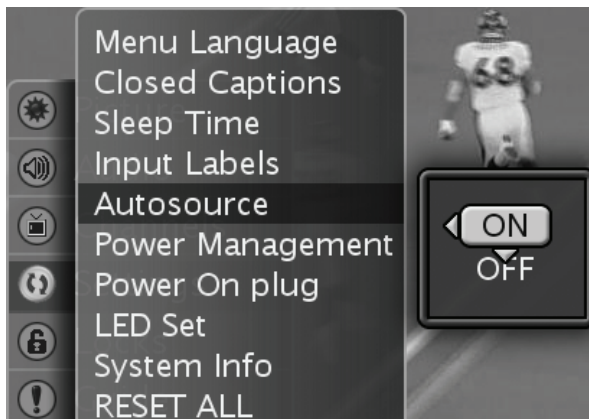 Menu Language
Closed Captions
Sleep Time
Input Labels
Autosource
Power Management
Power On plug
LED Set
System Info
RESET ALL
ON
OFF
68